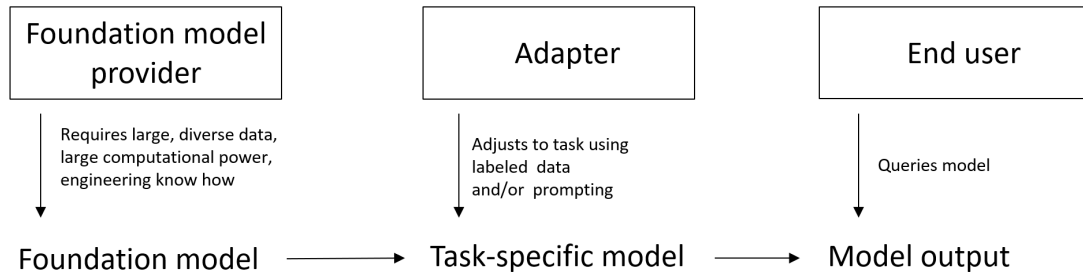 Foundation model
provider
Adapter
End user
Requires large, diverse data,
large computational power,
engineering know how
Adjusts to task using
labeled data
and/or prompting
Queries model
Foundation model
Task-specific model
Model output